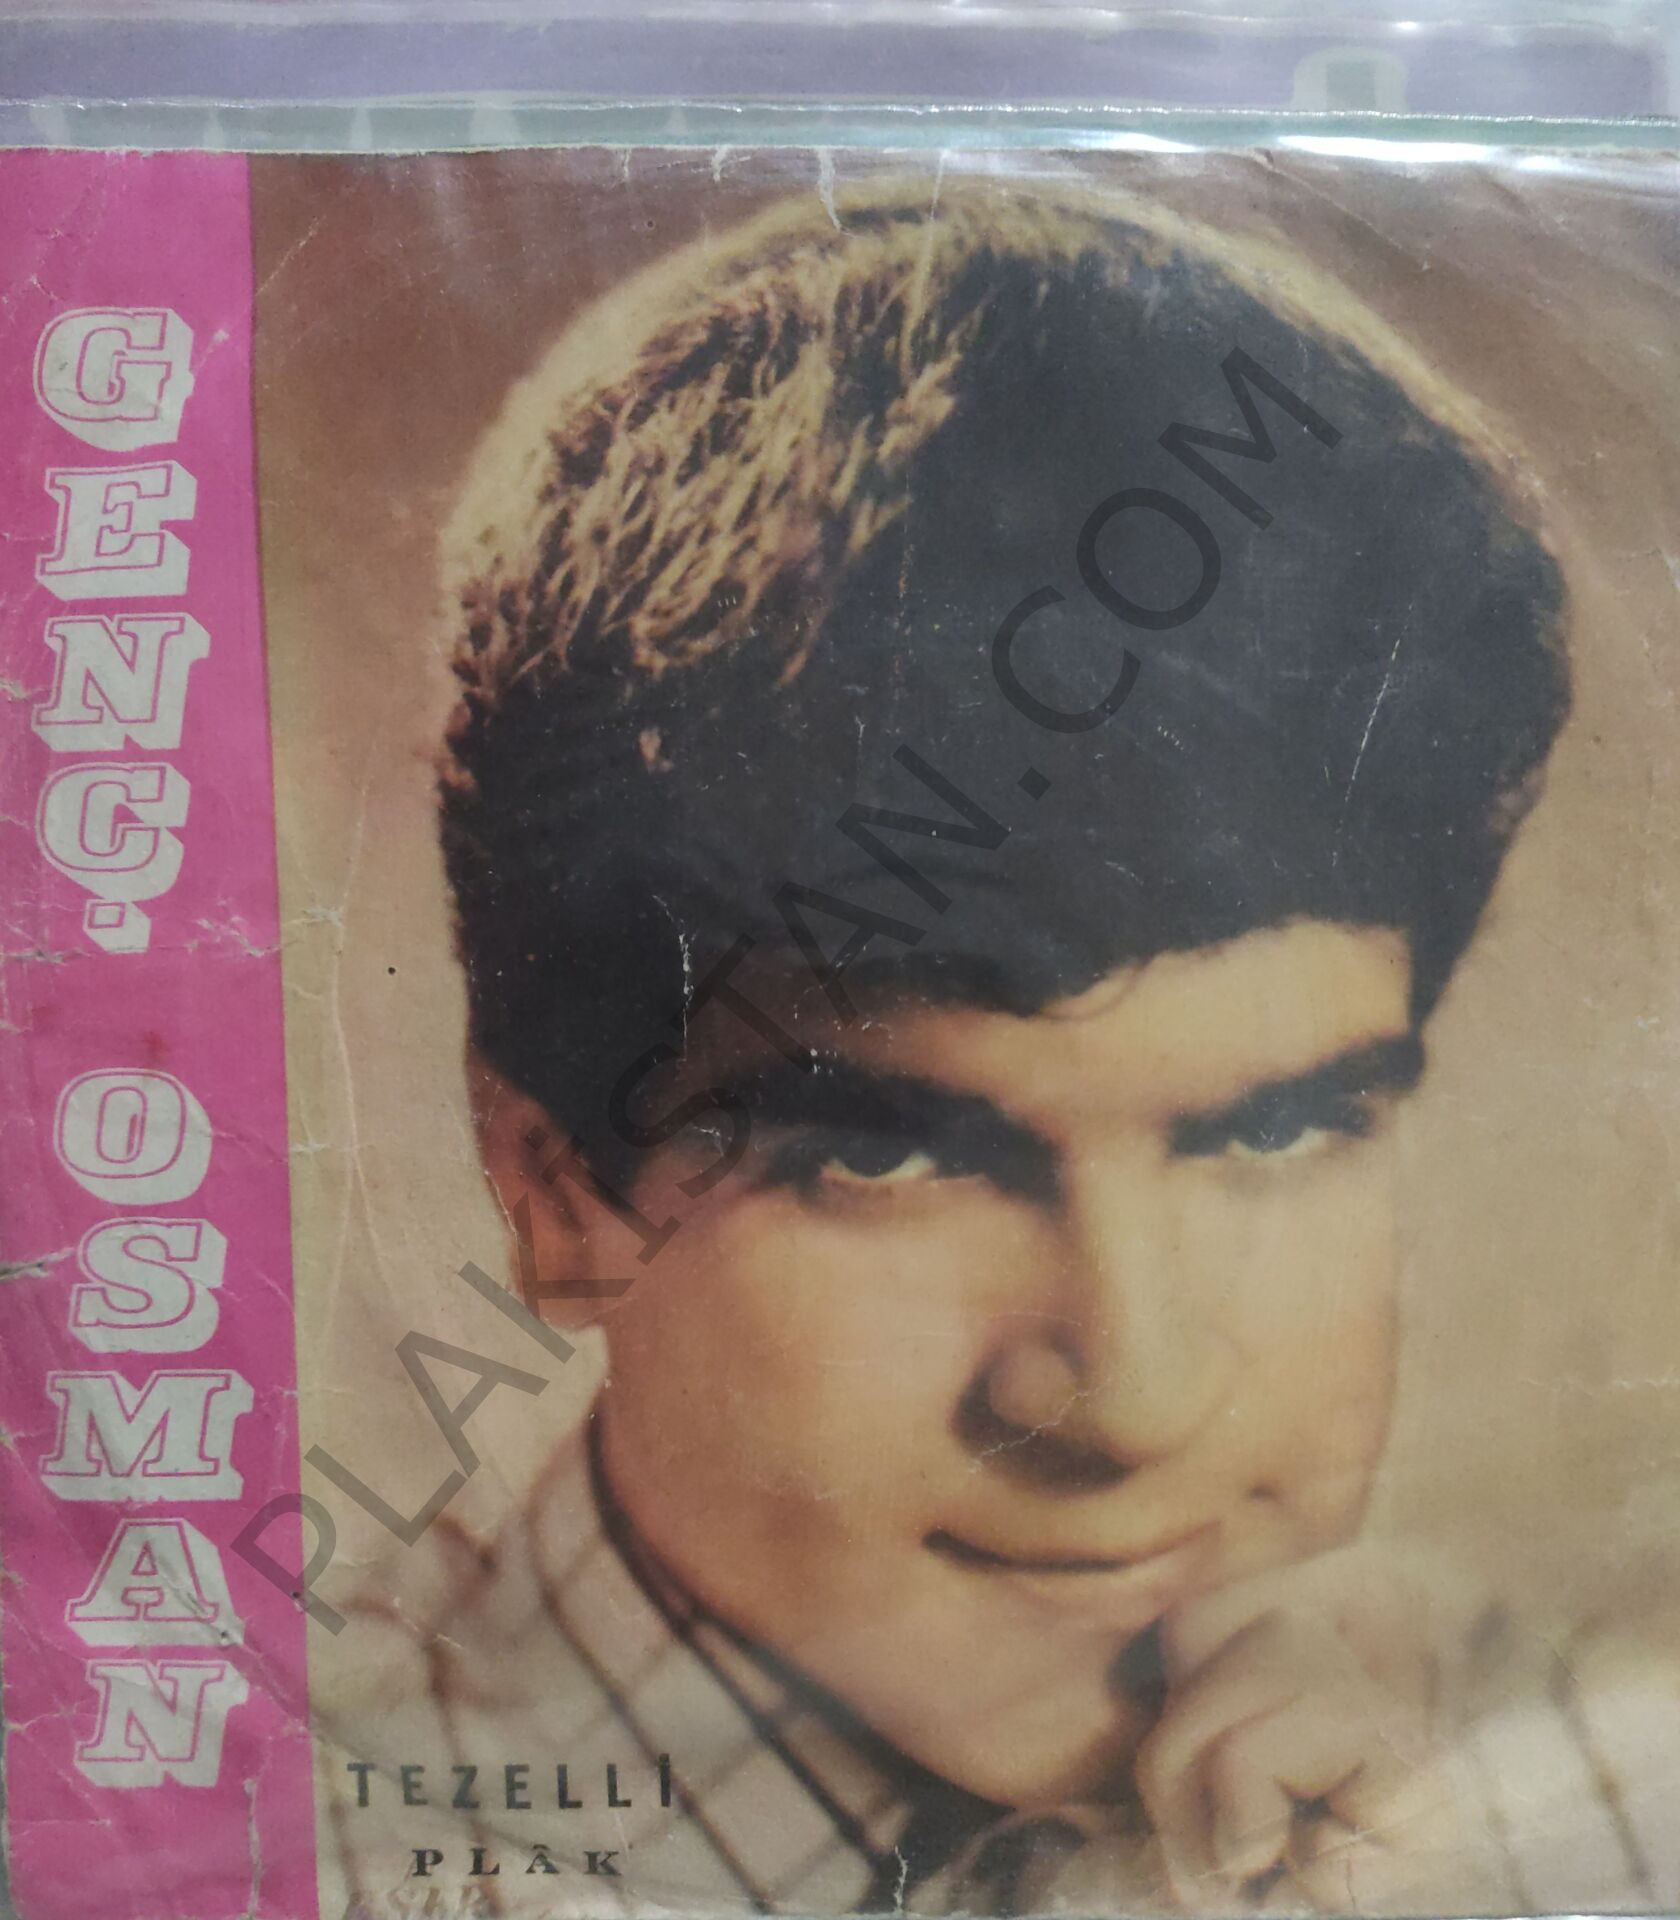 GENÇ OSMAN
TEZELLİ
PLÂK
PLAKİSTAN.COM